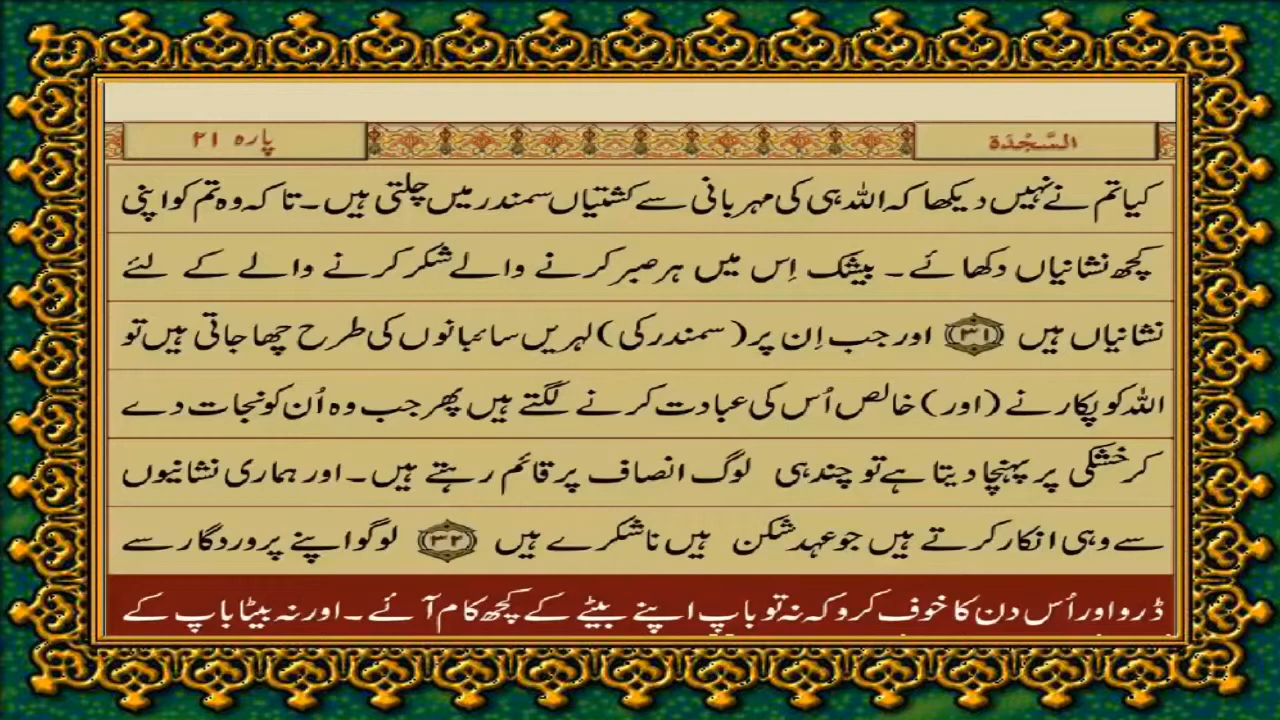 السَّجْدَة
پارہ ۲۱
کیا تم نے نہیں دیکھا کہ اللہ ہی کی مہربانی سے کشتیاں سمندر میں چلتی ہیں۔ تا کہ وہ تم کو اپنی
کچھ نشانیاں دکھائے۔ بیشک اِس میں ہر صبر کرنے والے شکر کرنے والے کے لئے
نشانیاں ہیں ۳۱ اور جب اِن پر (سمندر کی) لہریں سائبانوں کی طرح چھا جاتی ہیں تو
اللہ کو پکارنے (اور) خالص اُس کی عبادت کرنے لگتے ہیں پھر جب وہ اُن کو نجات دے
کر خشکی پر پہنچا دیتا ہے تو چند ہی لوگ انصاف پر قائم رہتے ہیں۔ اور ہماری نشانیوں
سے وہی انکار کرتے ہیں جو عہد شکن ہیں ناشکرے ہیں ۳۲ لوگو اپنے پروردگار سے
ڈرو اور اُس دن کا خوف کرو کہ نہ تو باپ اپنے بیٹے کے کچھ کام آئے۔ اور نہ بیٹا باپ کے